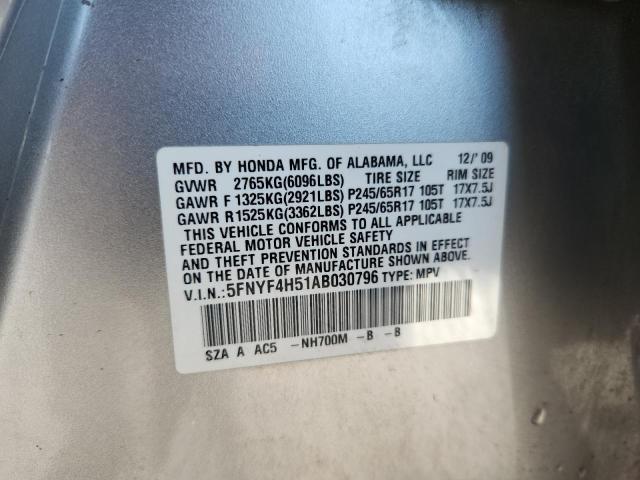 MFD. BY HONDA MFG. OF ALABAMA, LLC 12/'09
GVWR 2765KG(6096LBS) TIRE SIZE RIM SIZE
GAWR F 1325KG(2921LBS) P245/65R17 105T 17X7.5J
GAWR R1525KG(3362LBS) P245/65R17 105T 17X7.5J
THIS VEHICLE CONFORMS TO ALL APPLICABLE
FEDERAL MOTOR VEHICLE SAFETY
AND THEFT PREVENTION STANDARDS IN EFFECT
ON THE DATE OF MANUFACTURE SHOWN ABOVE.
V.I.N.:5FNYF4H51AB030796 TYPE: MPV
SZA A AC5 -NH700M -B -B